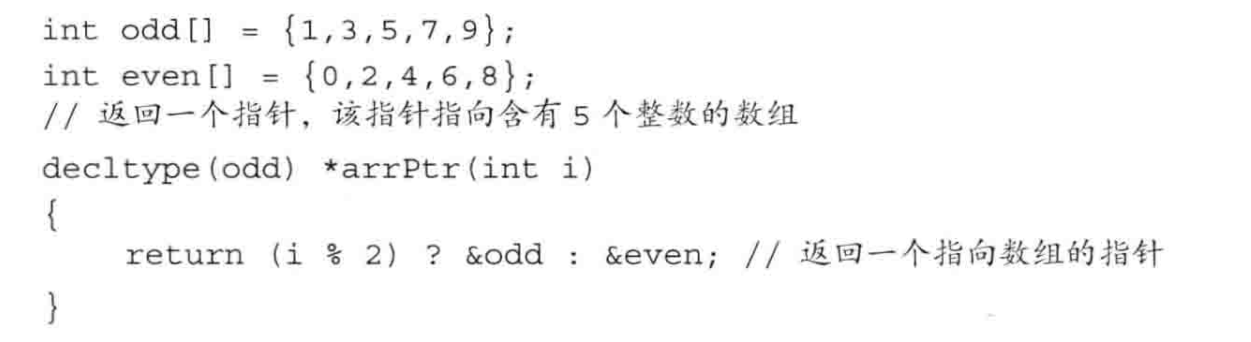 int odd[] = {1,3,5,7,9};
int even[] = {0,2,4,6,8};
// 返回一个指针，该指针指向含有 5 个整数的数组
decltype(odd) *arrPtr(int i)
{
    return (i % 2) ? &odd : &even; // 返回一个指向数组的指针
}